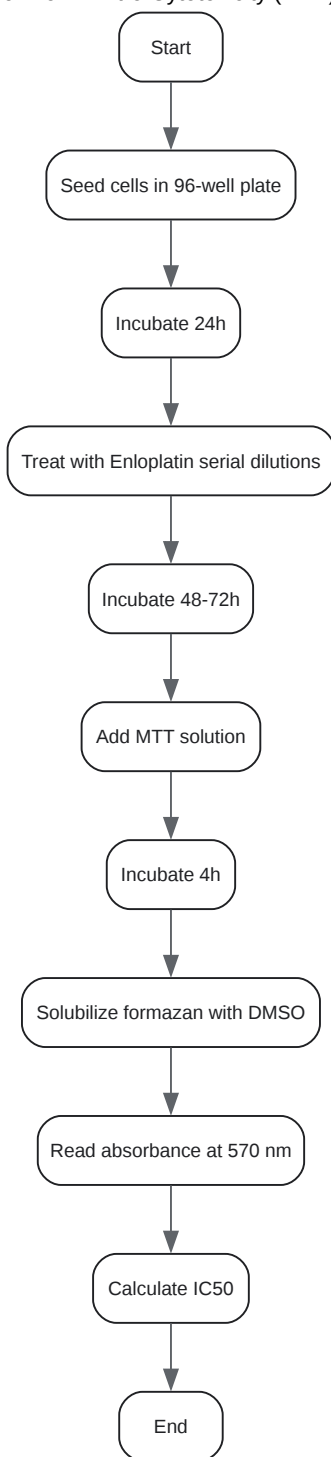 Start
Seed cells in 96-well plate
Incubate 24h
Treat with Enloplatin serial dilutions
Incubate 48-72h
Add MTT solution
Incubate 4h
Solubilize formazan with DMSO
Read absorbance at 570 nm
Calculate IC50
End